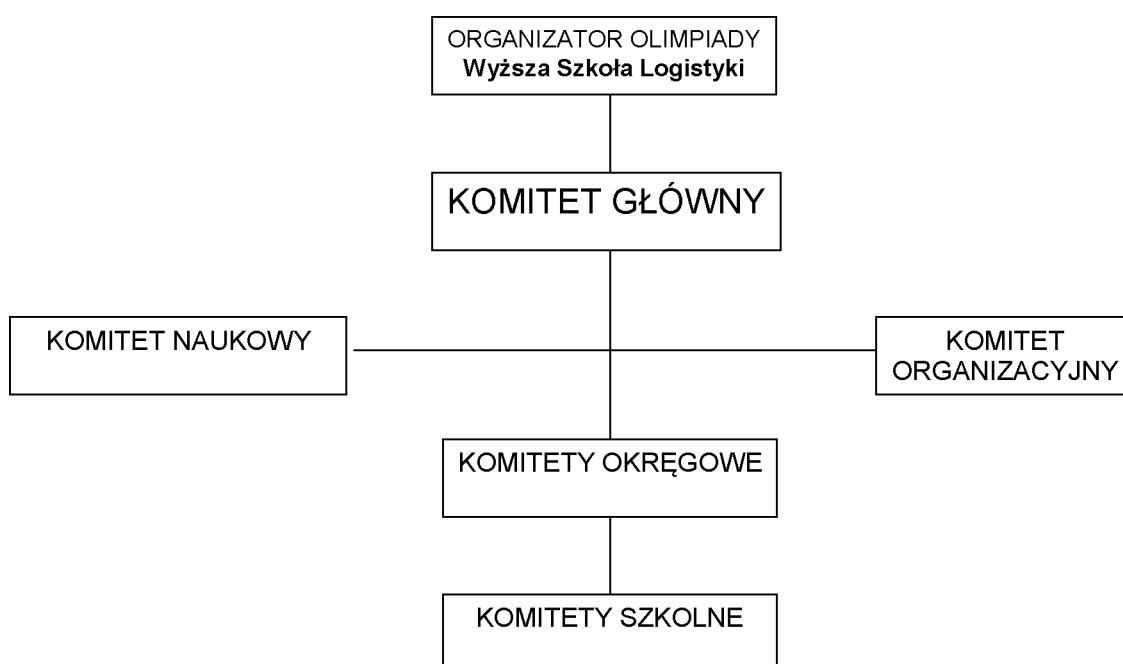 ORGANIZATOR OLIMPIADY
Wyższa Szkoła Logistyki
KOMITET GŁÓWNY
KOMITET NAUKOWY
KOMITET
ORGANIZACYJNY
KOMITETY OKRĘGOWE
KOMITETY SZKOLNE